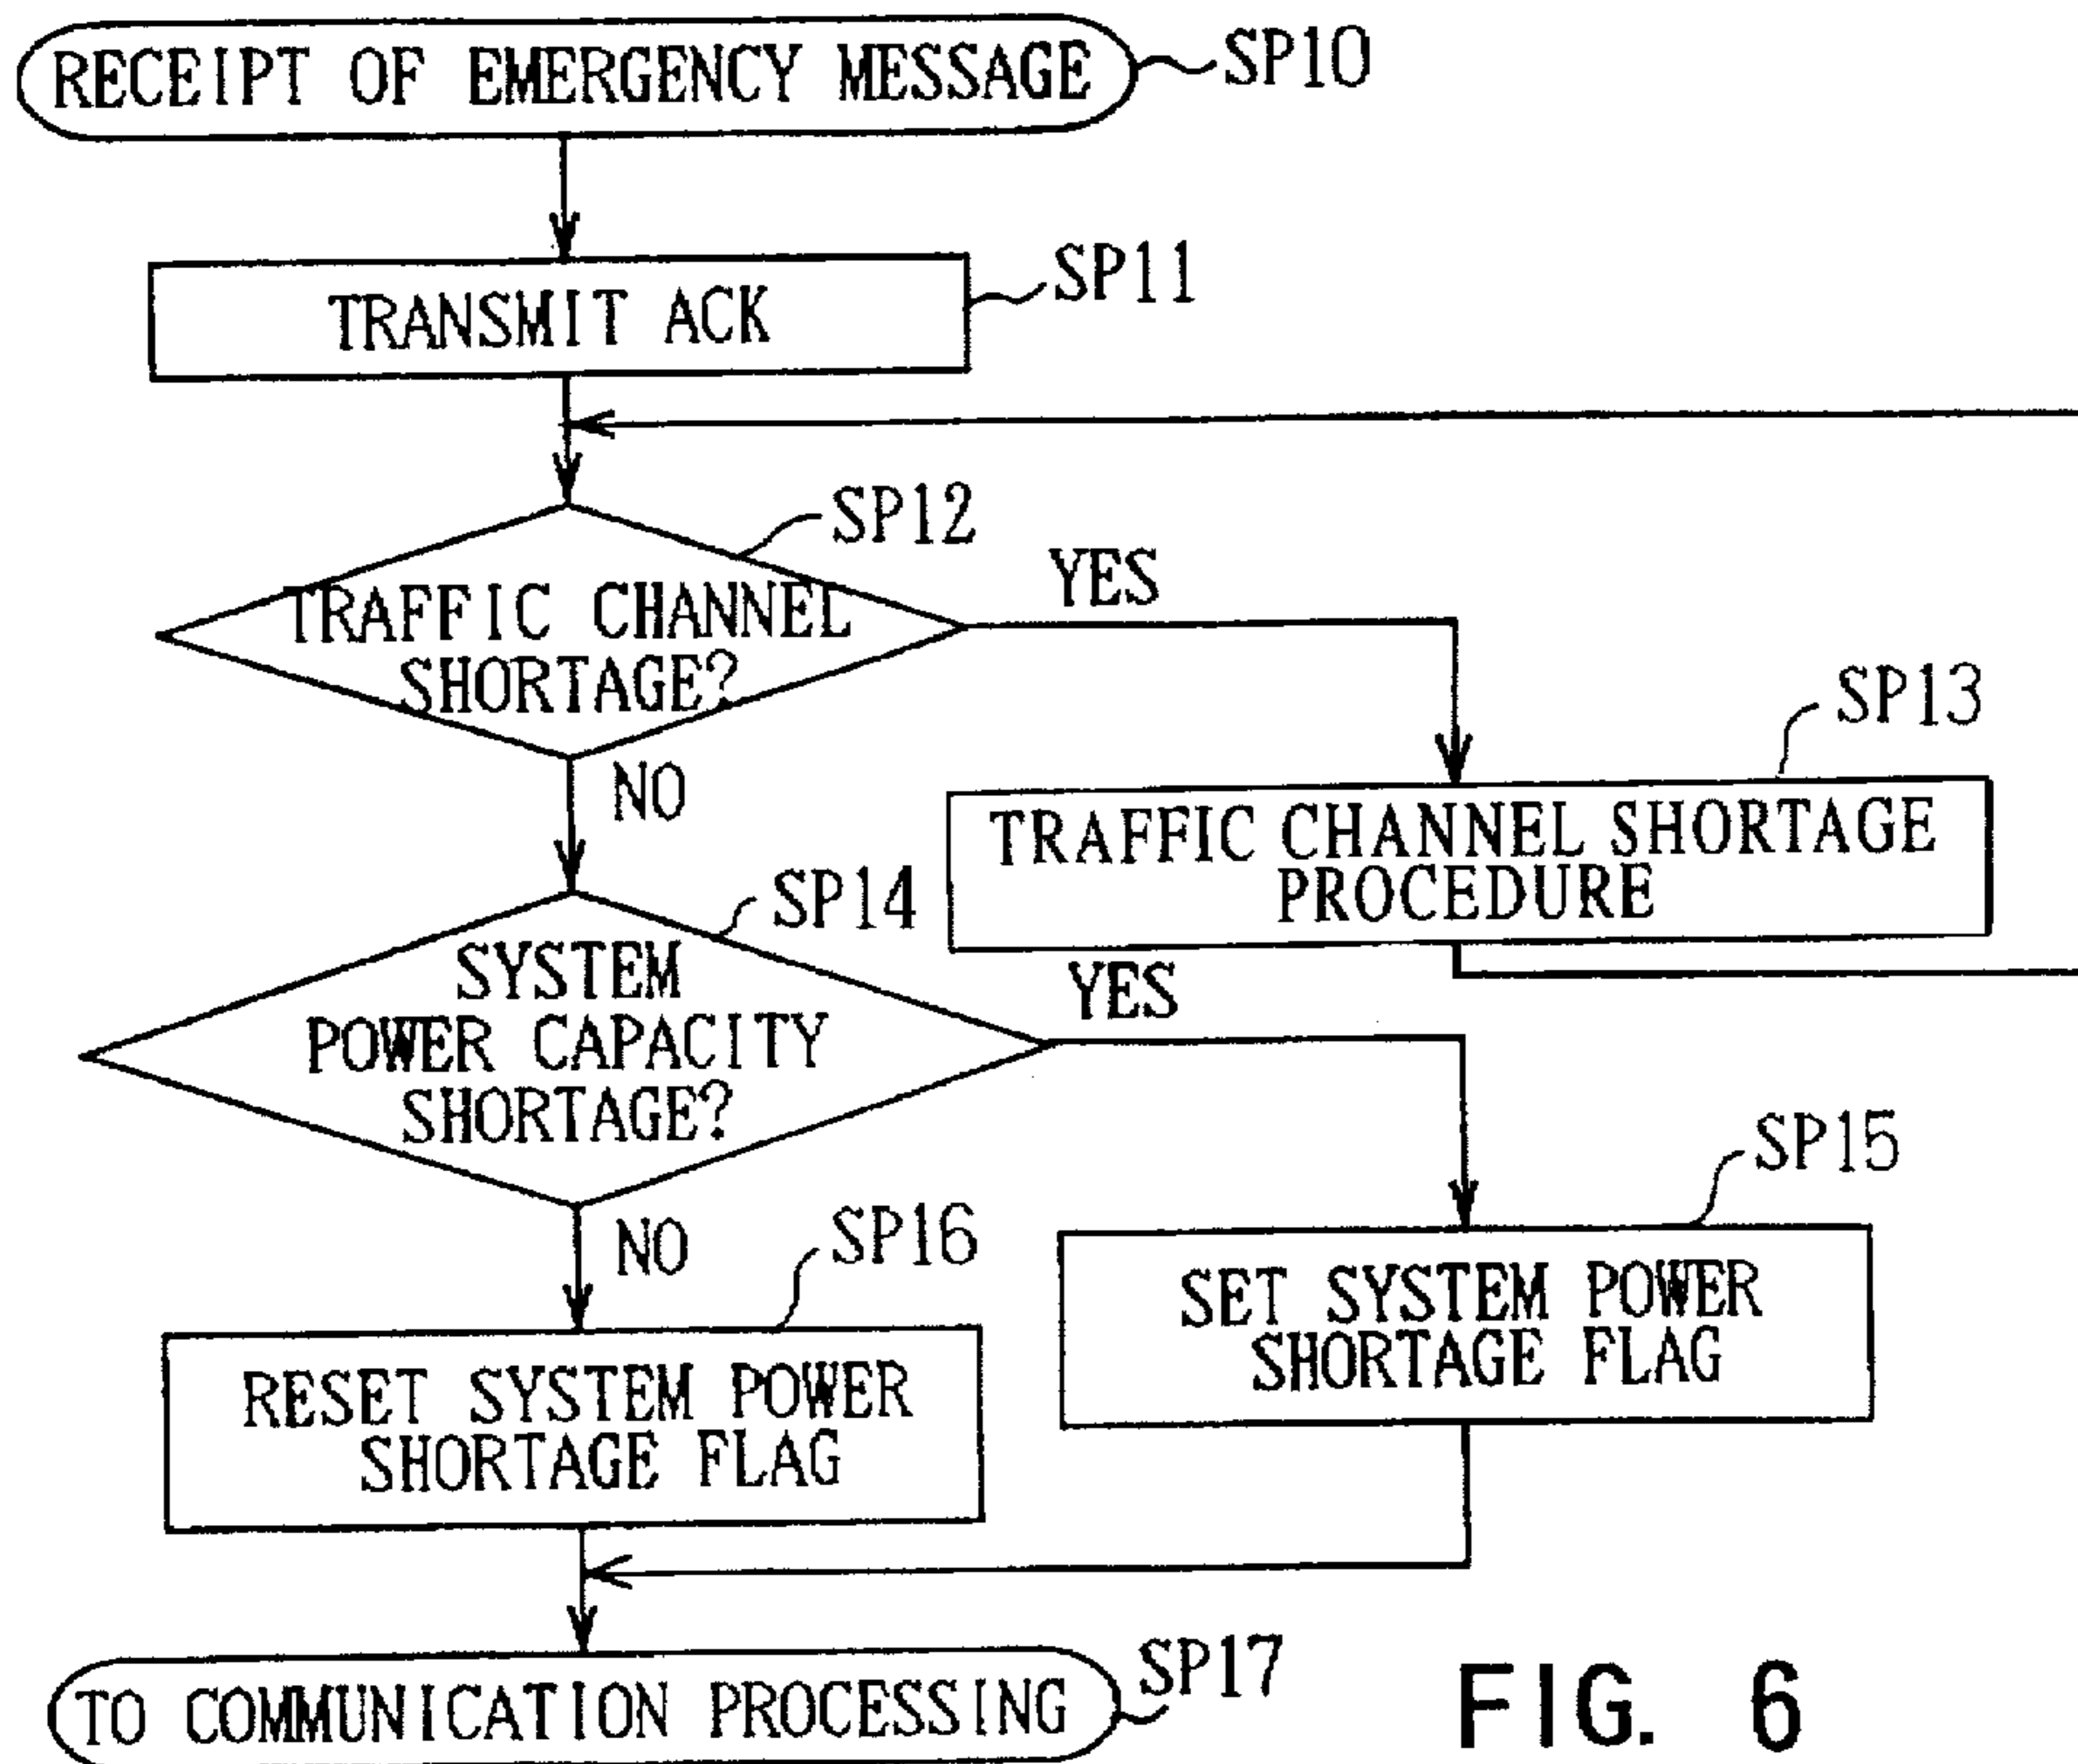 RECEIPT OF EMERGENCY MESSAGE
SP10
TRANSMIT ACK
SP11
SP12
TRAFFIC CHANNEL
SHORTAGE?
YES
NO
SP13
TRAFFIC CHANNEL SHORTAGE
PROCEDURE
SP14
SYSTEM
POWER CAPACITY
SHORTAGE?
YES
NO
SP15
SET SYSTEM POWER
SHORTAGE FLAG
SP16
RESET SYSTEM POWER
SHORTAGE FLAG
TO COMMUNICATION PROCESSING
SP17
FIG. 6